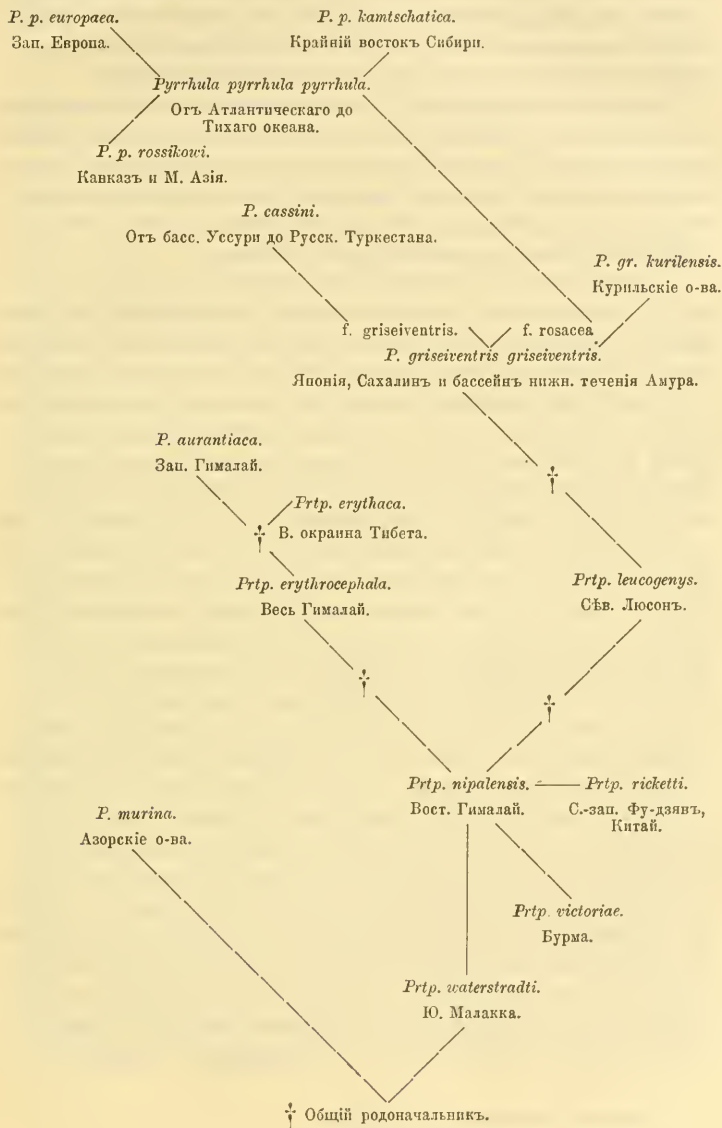 P. p. europaea.
Зап. Европа.
P. p. kamtschatica.
Крайній востокъ Сибири.
Pyrrhula pyrrhula pyrrhula.
Отъ Атлантическаго до
Тихаго океана.
P. p. rossikowi.
Кавказъ и М. Азія.
P. cassini.
Отъ басс. Уссури до Русск. Туркестана.
P. gr. kurilensis.
Курильскіе о-ва.
f. griseiventris.
f. rosacea
P. griseiventris griseiventris.
Японія, Сахалинъ и бассейнъ нижн. теченія Амура.
P. aurantiaca.
Зап. Гималай.
†
Prtp. erythaca.
† В. окраина Тибета.
Prtp. erythrocephala.
Весь Гималай.
Prtp. leucogenys.
Сѣв. Люсонъ.
†
†
Prtp. nipalensis.
Вост. Гималай.
Prtp. ricketti.
С.-зап. Фу-дзянъ,
Китай.
P. murina.
Азорскіе о-ва.
Prtp. victoriae.
Бурма.
Prtp. waterstradti.
Ю. Малакка.
† Общій родоначальникъ.